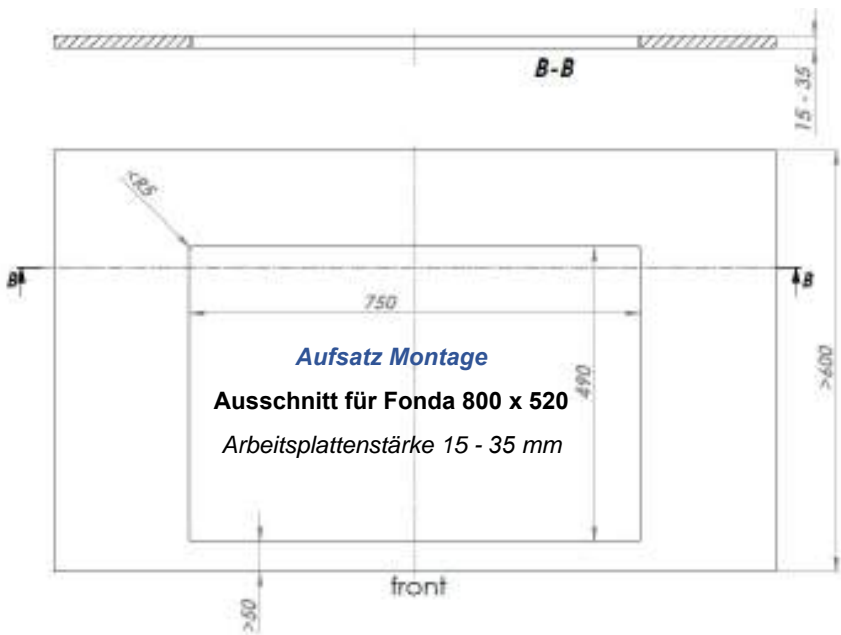 B-B
15 - 35
<R5
B
B
750
Aufsatz Montage
490
Ausschnitt für Fonda 800 x 520
>600
Arbeitsplattenstärke 15 - 35 mm
front
>50